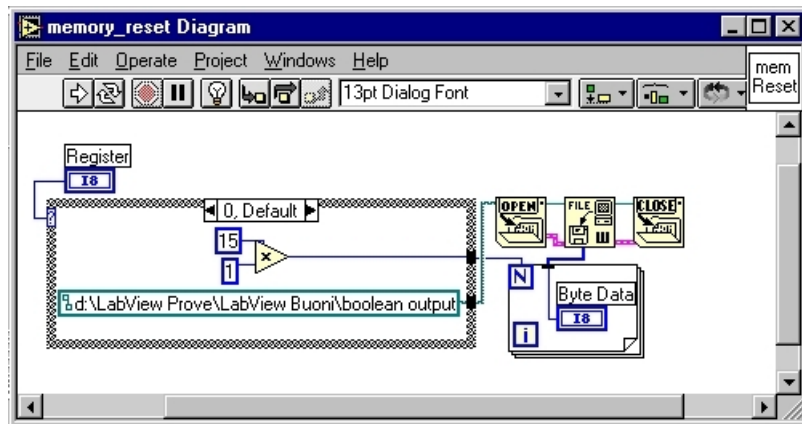 memory_reset Diagram
File Edit Operate Project Windows Help
mem
Reset
13pt Dialog Font
Register
I8
0, Default
15
1
x
d:\LabView Prove\LabView Buoni\boolean output
OPEN
FILE
CLOSE
N
Byte Data
I8
i